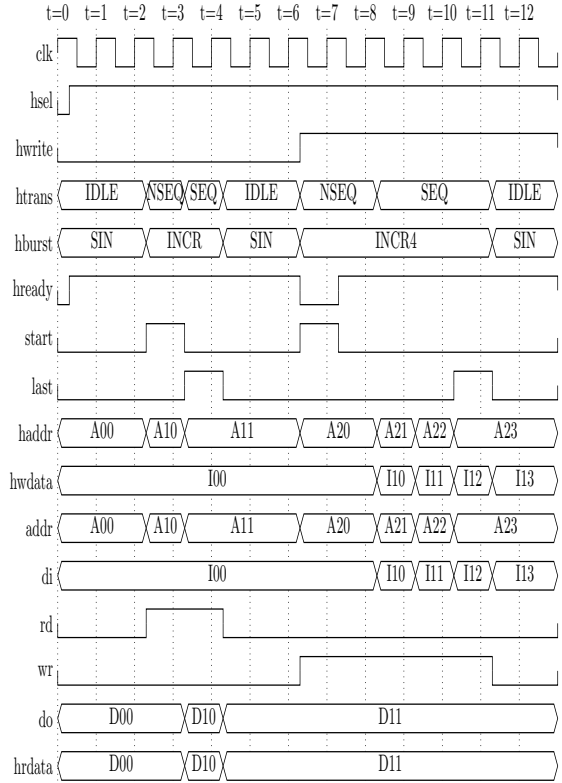 t=0 t=1 t=2 t=3 t=4 t=5 t=6 t=7 t=8 t=9 t=10 t=11 t=12
clk
hsel
hwrite
htrans IDLE NSEQ SEQ IDLE NSEQ SEQ IDLE
hburst SIN INCR SIN INCR4 SIN
hready
start
last
haddr A00 A10 A11 A20 A21 A22 A23
hwdata I00 I10 I11 I12 I13
addr A00 A10 A11 A20 A21 A22 A23
di I00 I10 I11 I12 I13
rd
wr
do D00 D10 D11
hrdata D00 D10 D11